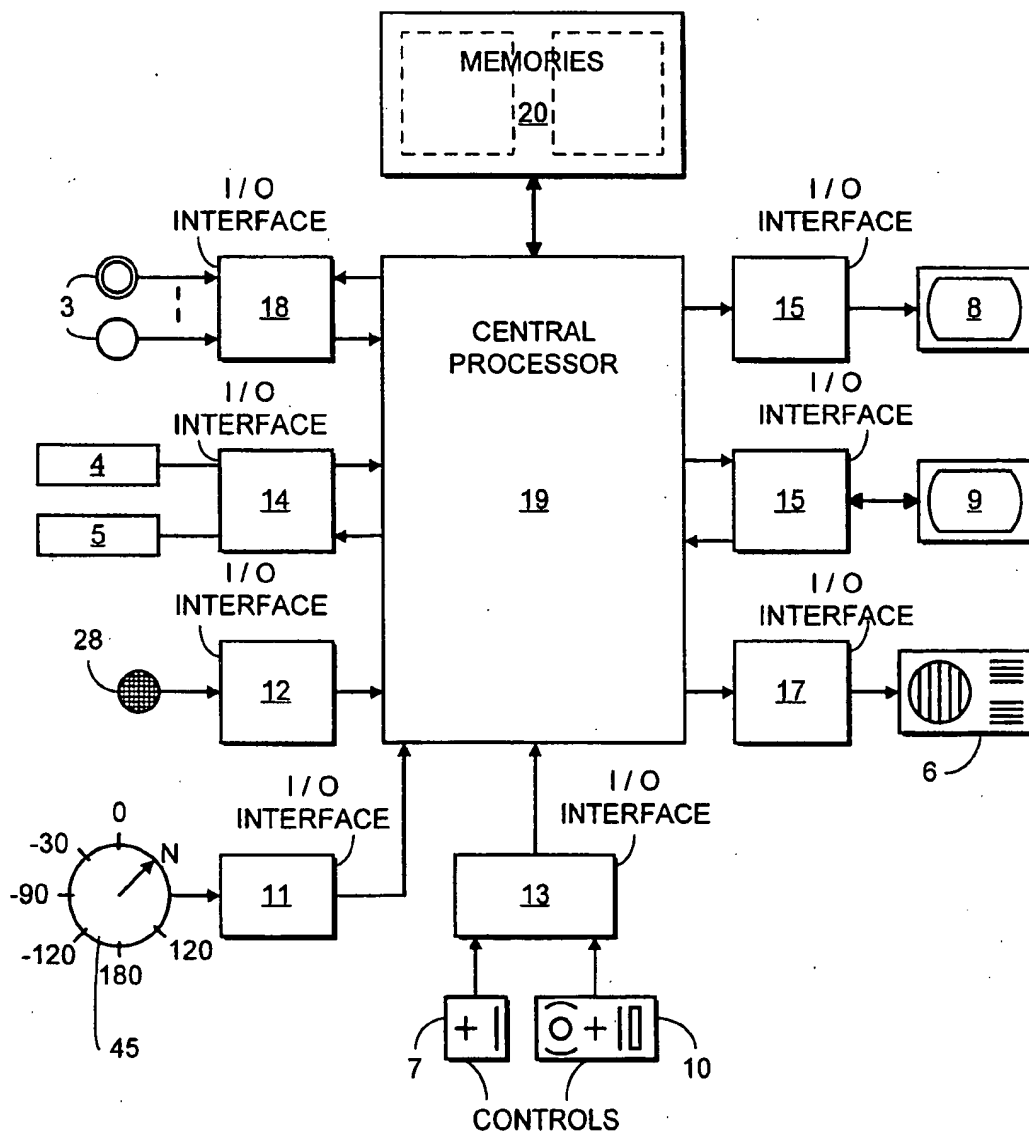 MEMORIES
20
I / O
INTERFACE
I / O
INTERFACE
3
18
CENTRAL
PROCESSOR
15
8
I / O
INTERFACE
I / O
INTERFACE
4
5
14
19
15
9
I / O
INTERFACE
I / O
INTERFACE
28
12
17
6
I / O
INTERFACE
I / O
INTERFACE
0
-30
N
-90
-120
180
120
45
11
13
7
10
CONTROLS